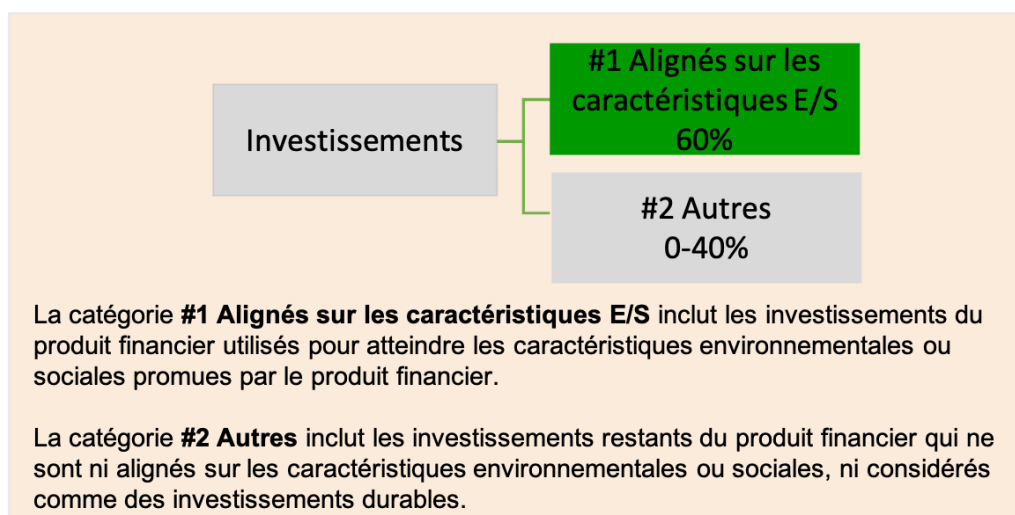 #1 Alignés sur les
caractéristiques E/S
60%
Investissements
#2 Autres
0-40%
La catégorie #1 Alignés sur les caractéristiques E/S inclut les investissements du
produit financier utilisés pour atteindre les caractéristiques environnementales ou
sociales promues par le produit financier.
La catégorie #2 Autres inclut les investissements restants du produit financier qui ne
sont ni alignés sur les caractéristiques environnementales ou sociales, ni considérés
comme des investissements durables.